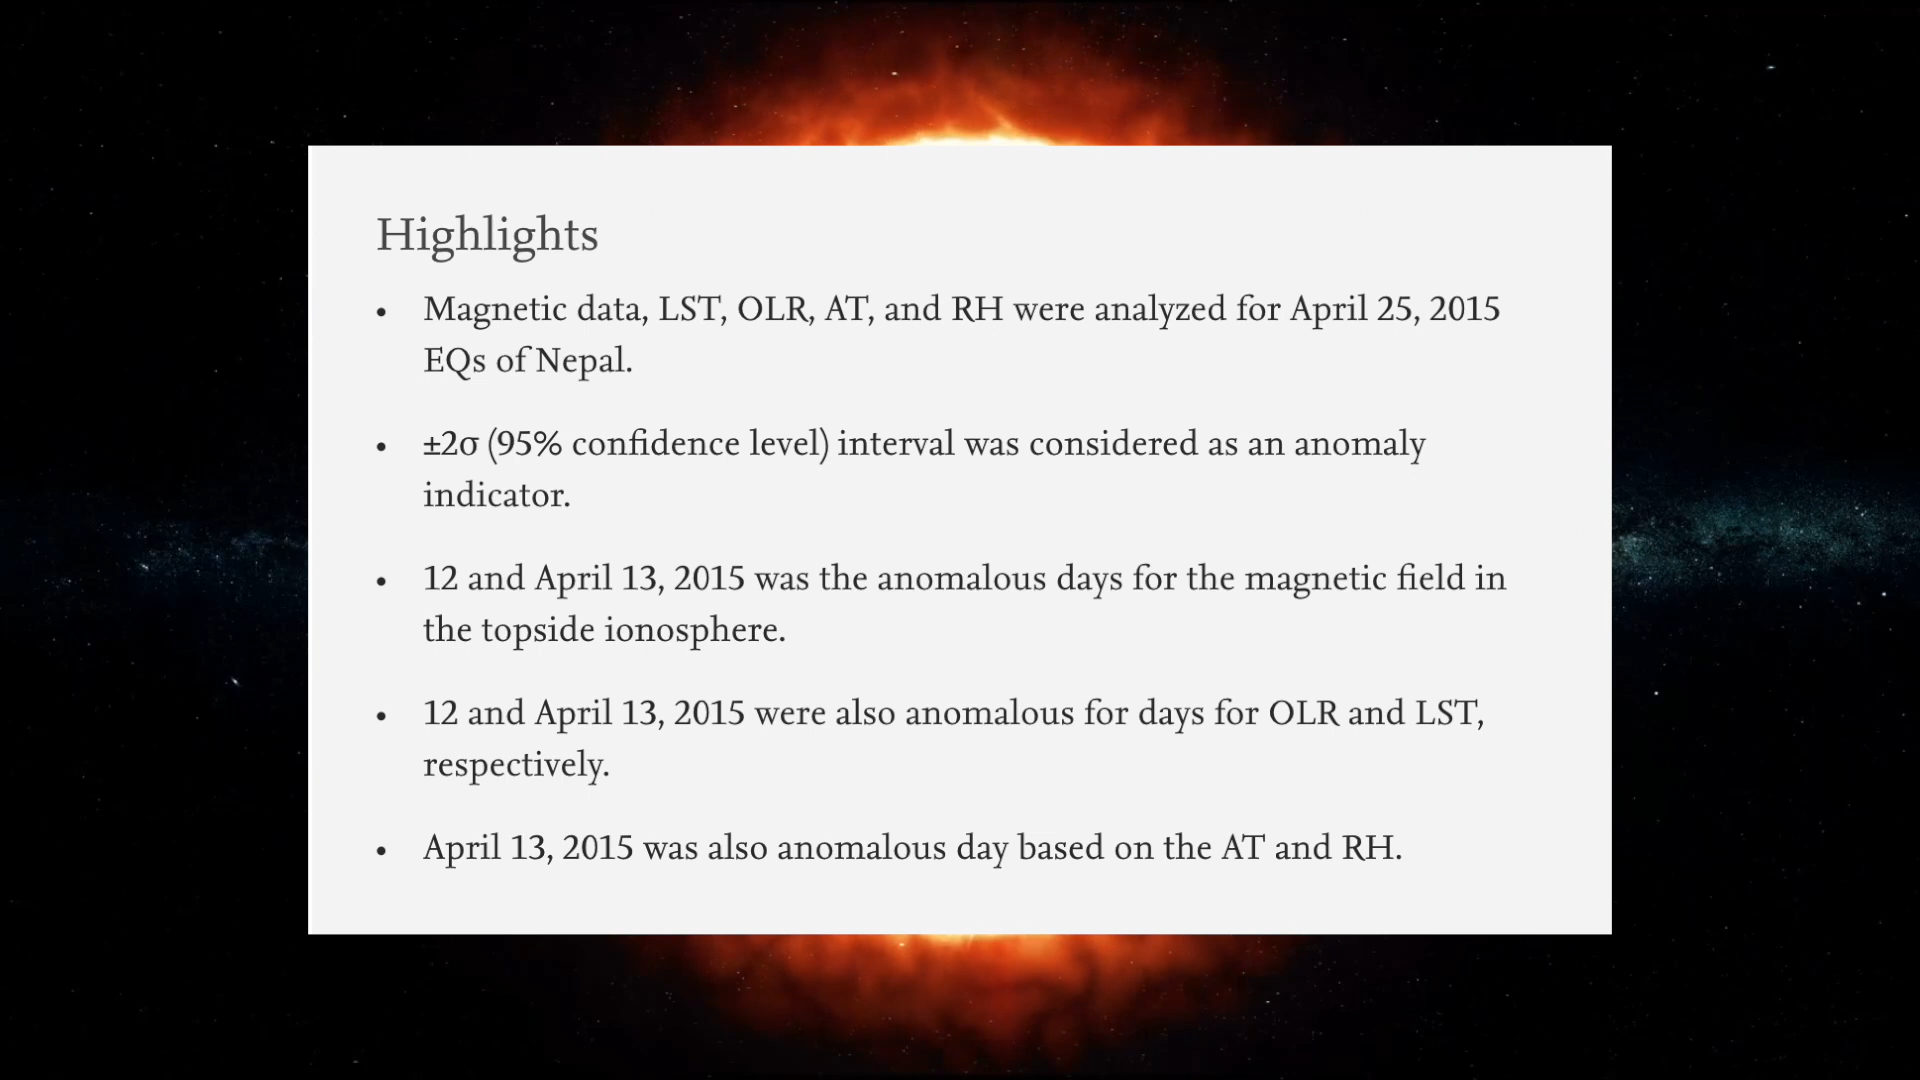 Highlights
• Magnetic data, LST, OLR, AT, and RH were analyzed for April 25, 2015
EQs of Nepal.
• ±2σ (95% confidence level) interval was considered as an anomaly
indicator.
• 12 and April 13, 2015 was the anomalous days for the magnetic field in
the topside ionosphere.
• 12 and April 13, 2015 were also anomalous for days for OLR and LST,
respectively.
• April 13, 2015 was also anomalous day based on the AT and RH.